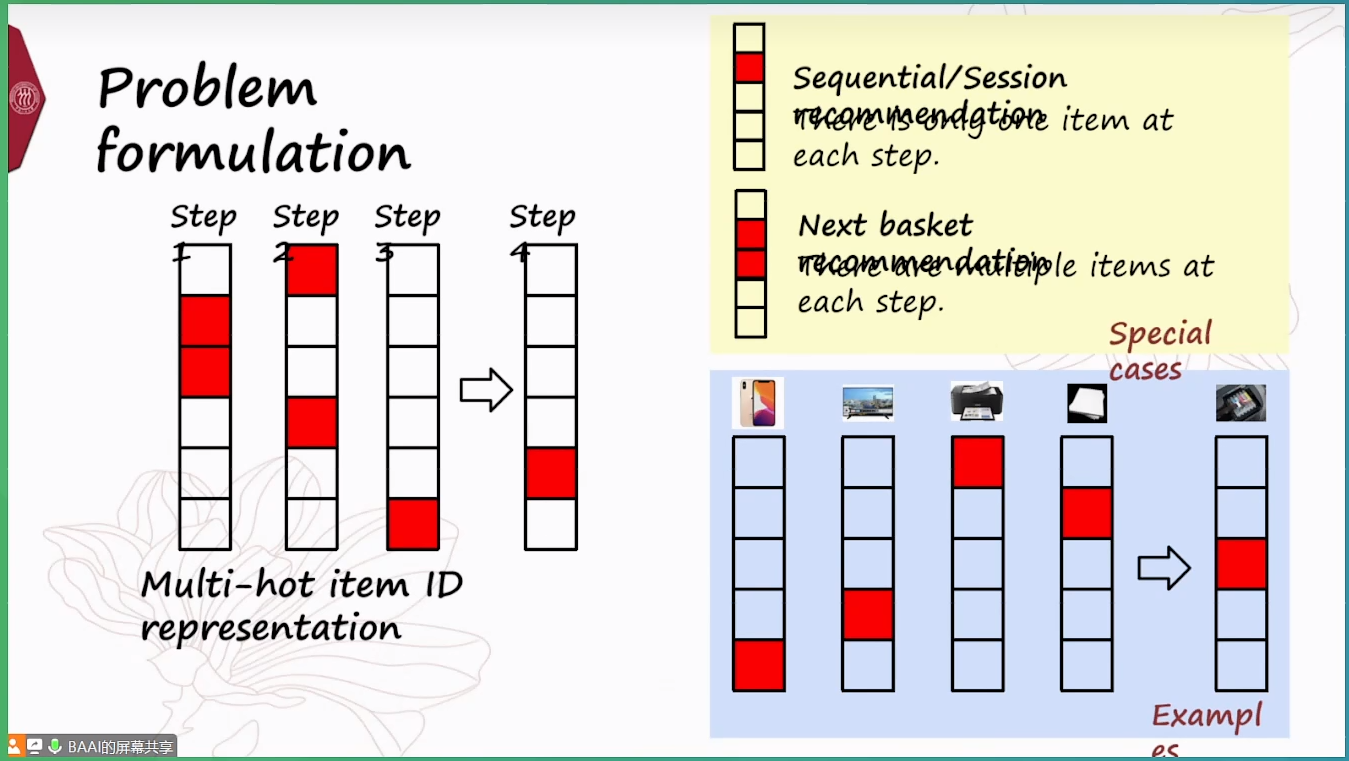 Problem
formulation
Step
1
Step
2
Step
3
Step
4
Multi-hot item ID
representation
Sequential/Session
recommendation
There is only one item at
each step.
Next basket
recommendation
There are multiple items at
each step.
Special
cases
Exampl
es
BAAI的屏幕共享